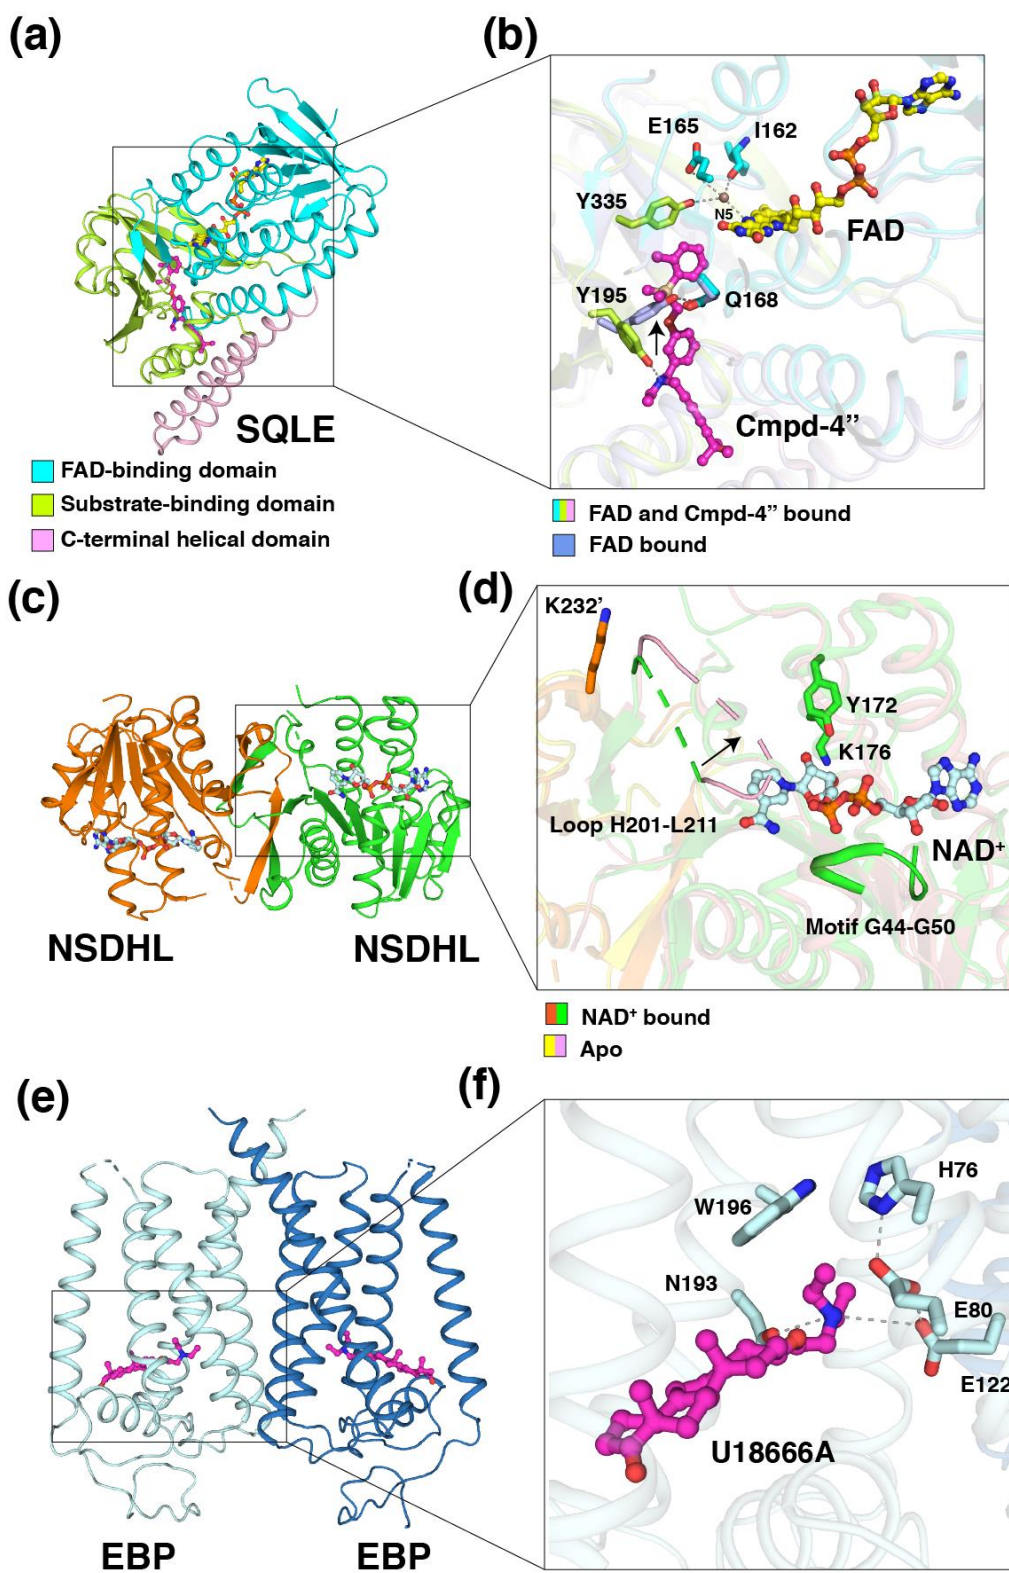 (a)
SQLE
FAD-binding domain
Substrate-binding domain
C-terminal helical domain
(b)
E165
I162
Y335
N5
FAD
Y195
Q168
Cmpd-4”
FAD and Cmpd-4” bound
FAD bound
(c)
NSDHL
NSDHL
(d)
K232’
Y172
K176
Loop H201-L211
NAD⁺
Motif G44-G50
NAD⁺ bound
Apo
(e)
EBP
EBP
(f)
H76
W196
N193
E80
E122
U18666A